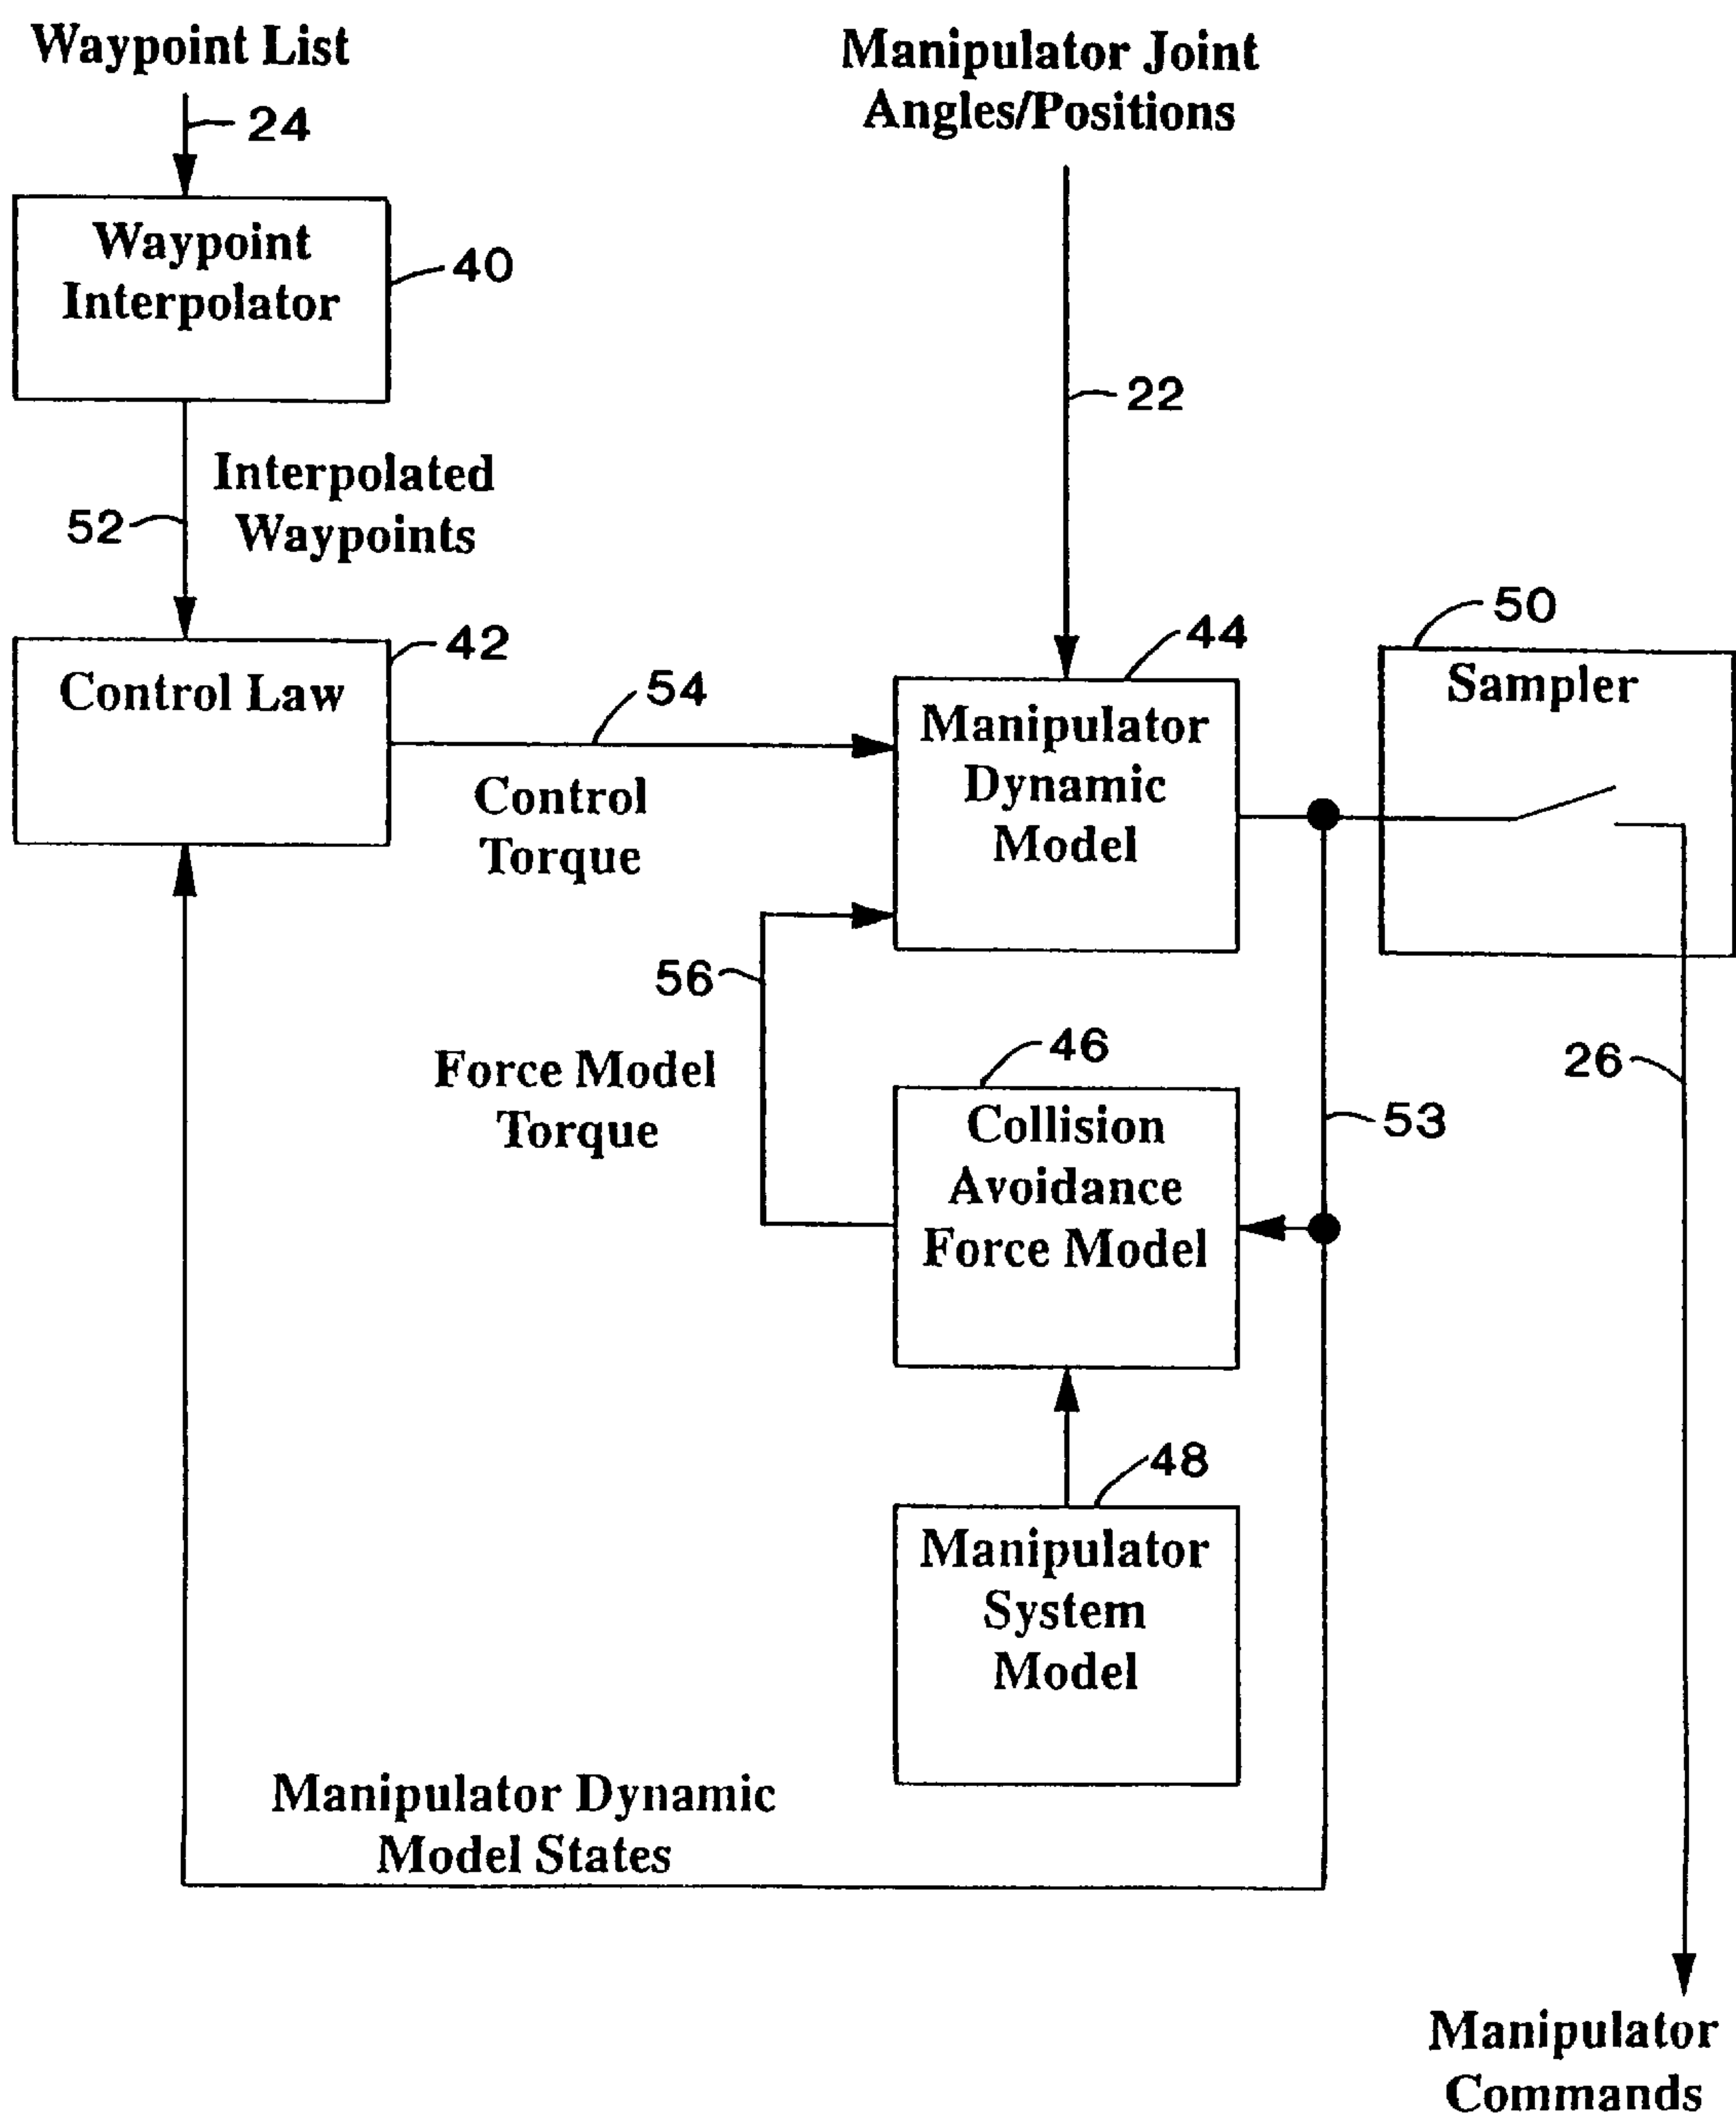 Waypoint List
24
Waypoint
Interpolator
40
Interpolated
Waypoints
52
Control Law
42
54
Control
Torque
Manipulator Joint
Angles/Positions
22
44
Manipulator
Dynamic
Model
50
Sampler
56
Force Model
Torque
46
Collision
Avoidance
Force Model
53
26
48
Manipulator
System
Model
Manipulator Dynamic
Model States
Manipulator
Commands